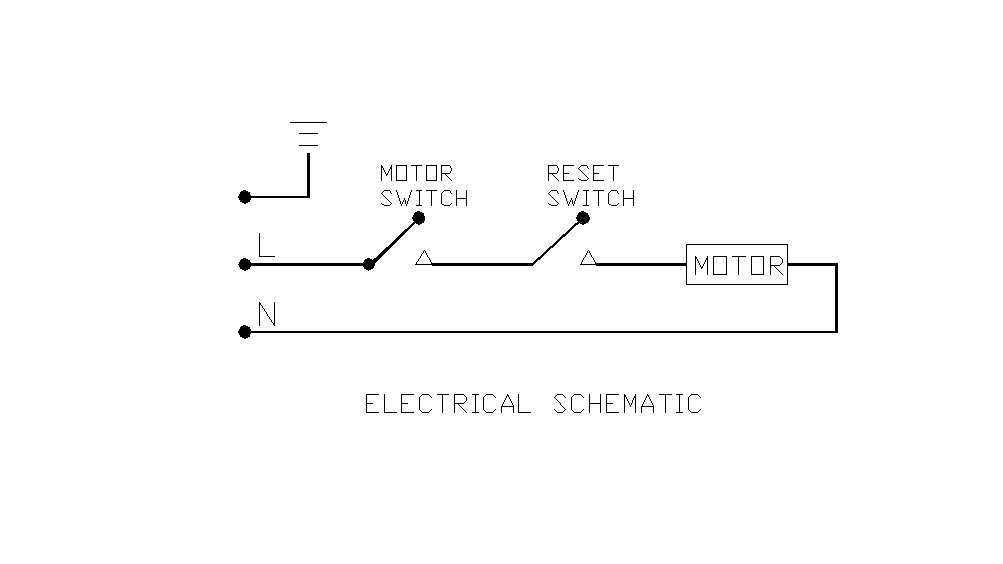 MOTOR
SWITCH
RESET
SWITCH
L
MOTOR
N
ELECTRICAL SCHEMATIC